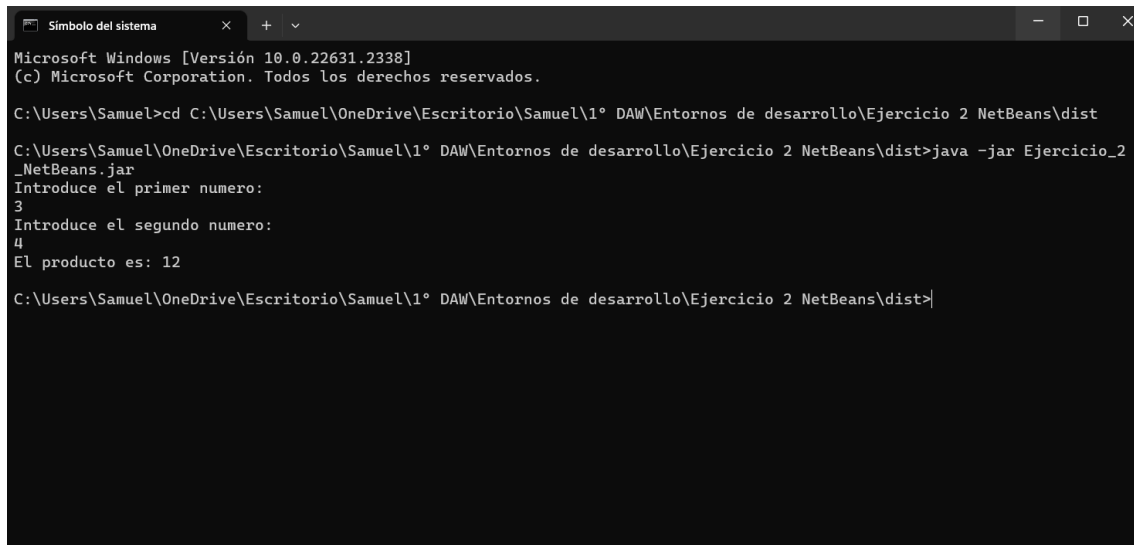 Símbolo del sistema
Microsoft Windows [Versión 10.0.22631.2338]
(c) Microsoft Corporation. Todos los derechos reservados.
C:\Users\Samuel>cd C:\Users\Samuel\OneDrive\Escritorio\Samuel\1° DAW\Entornos de desarrollo\Ejercicio 2 NetBeans\dist
C:\Users\Samuel\OneDrive\Escritorio\Samuel\1° DAW\Entornos de desarrollo\Ejercicio 2 NetBeans\dist>java -jar Ejercicio_2
_NetBeans.jar
Introduce el primer numero:
3
Introduce el segundo numero:
4
El producto es: 12
C:\Users\Samuel\OneDrive\Escritorio\Samuel\1° DAW\Entornos de desarrollo\Ejercicio 2 NetBeans\dist>